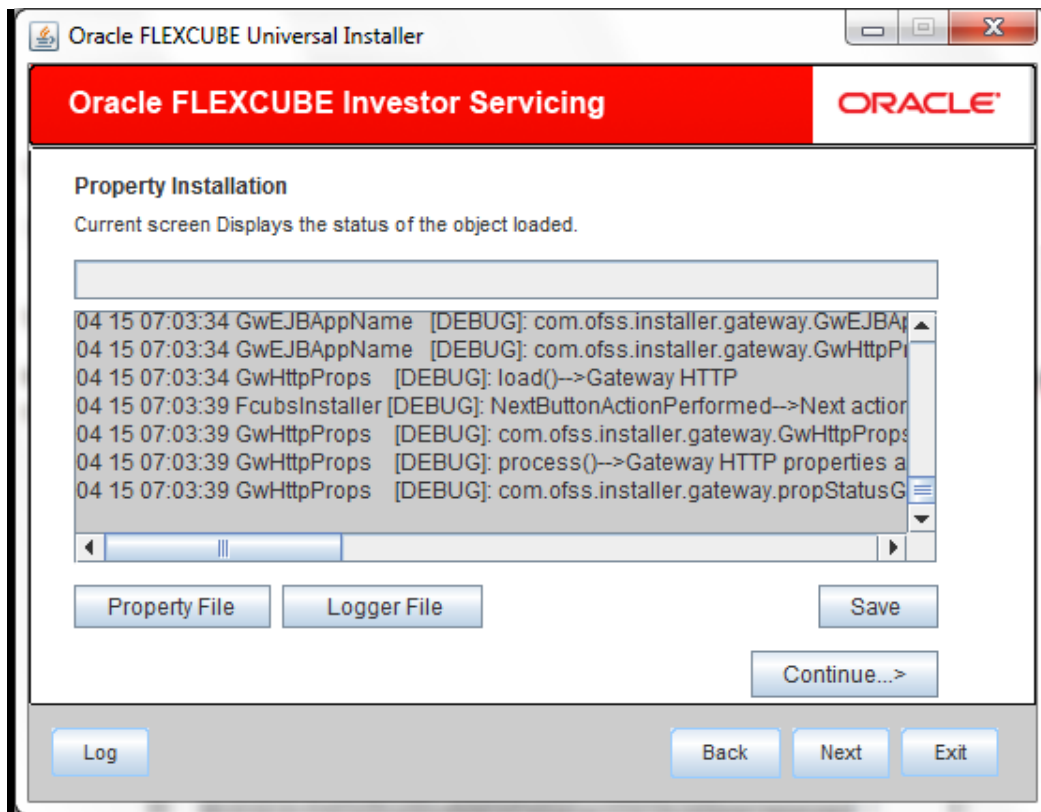 Oracle FLEXCUBE Universal Installer
Oracle FLEXCUBE Investor Servicing
ORACLE
Property Installation
Current screen Displays the status of the object loaded.
04 15 07:03:34 GwEJBAppName [DEBUG]: com.ofss.installer.gateway.GwEJBAp
04 15 07:03:34 GwEJBAppName [DEBUG]: com.ofss.installer.gateway.GwHttpPr
04 15 07:03:34 GwHttpProps [DEBUG]: load()-->Gateway HTTP
04 15 07:03:39 FcubsInstaller [DEBUG]: NextButtonActionPerformed-->Next action
04 15 07:03:39 GwHttpProps [DEBUG]: com.ofss.installer.gateway.GwHttpProps
04 15 07:03:39 GwHttpProps [DEBUG]: process()-->Gateway HTTP properties a
04 15 07:03:39 GwHttpProps [DEBUG]: com.ofss.installer.gateway.propStatusG
Property File Logger File Save
Continue...>
Log Back Next Exit